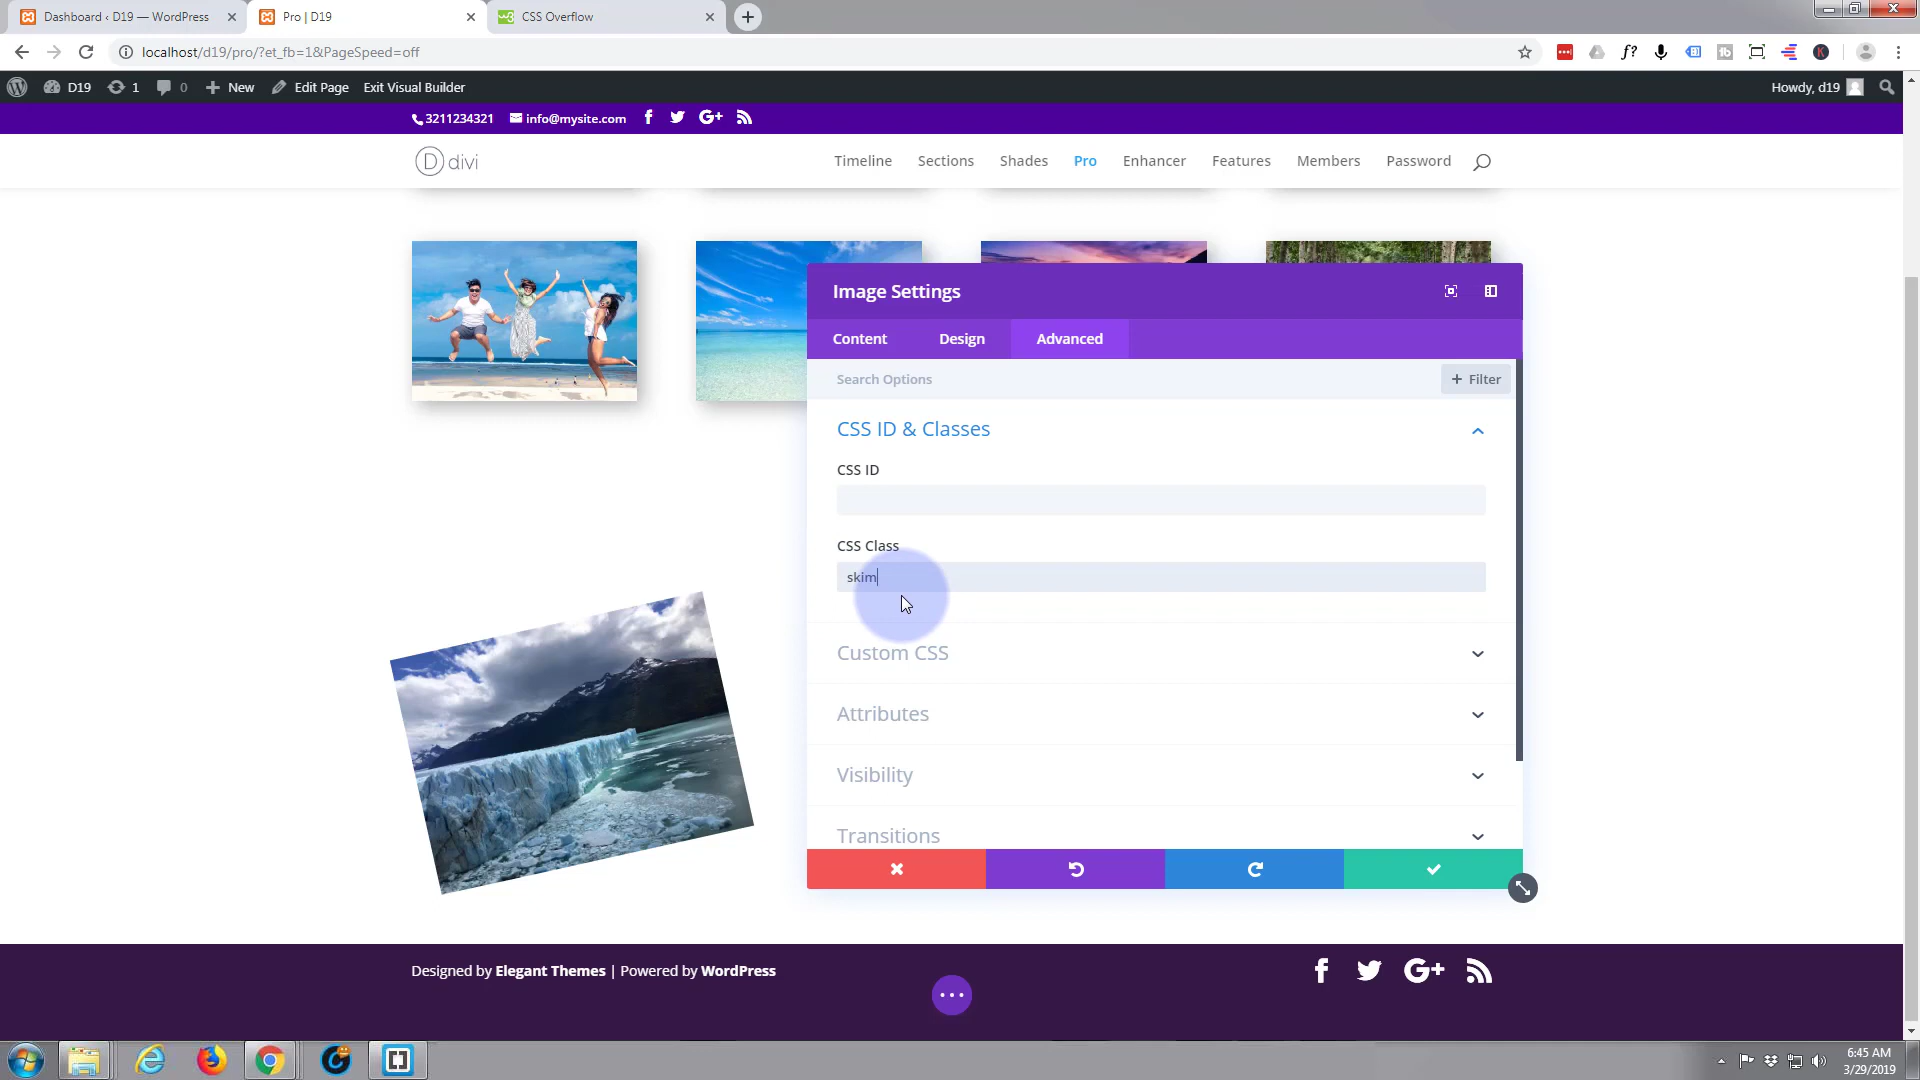 Dashboard ‹ D19 — WordPress
Pro | D19
CSS Overflow
localhost/d19/pro/?et_fb=1&PageSpeed=off
D19
1
0
New
Edit Page
Exit Visual Builder
Howdy, d19
3211234321
info@mysite.com
D divi
Timeline
Sections
Shades
Pro
Enhancer
Features
Members
Password
Image Settings
Content
Design
Advanced
Search Options
+ Filter
CSS ID & Classes
CSS ID
CSS Class
skim
Custom CSS
Attributes
Visibility
Transitions
Designed by Elegant Themes | Powered by WordPress
6:45 AM
3/29/2019